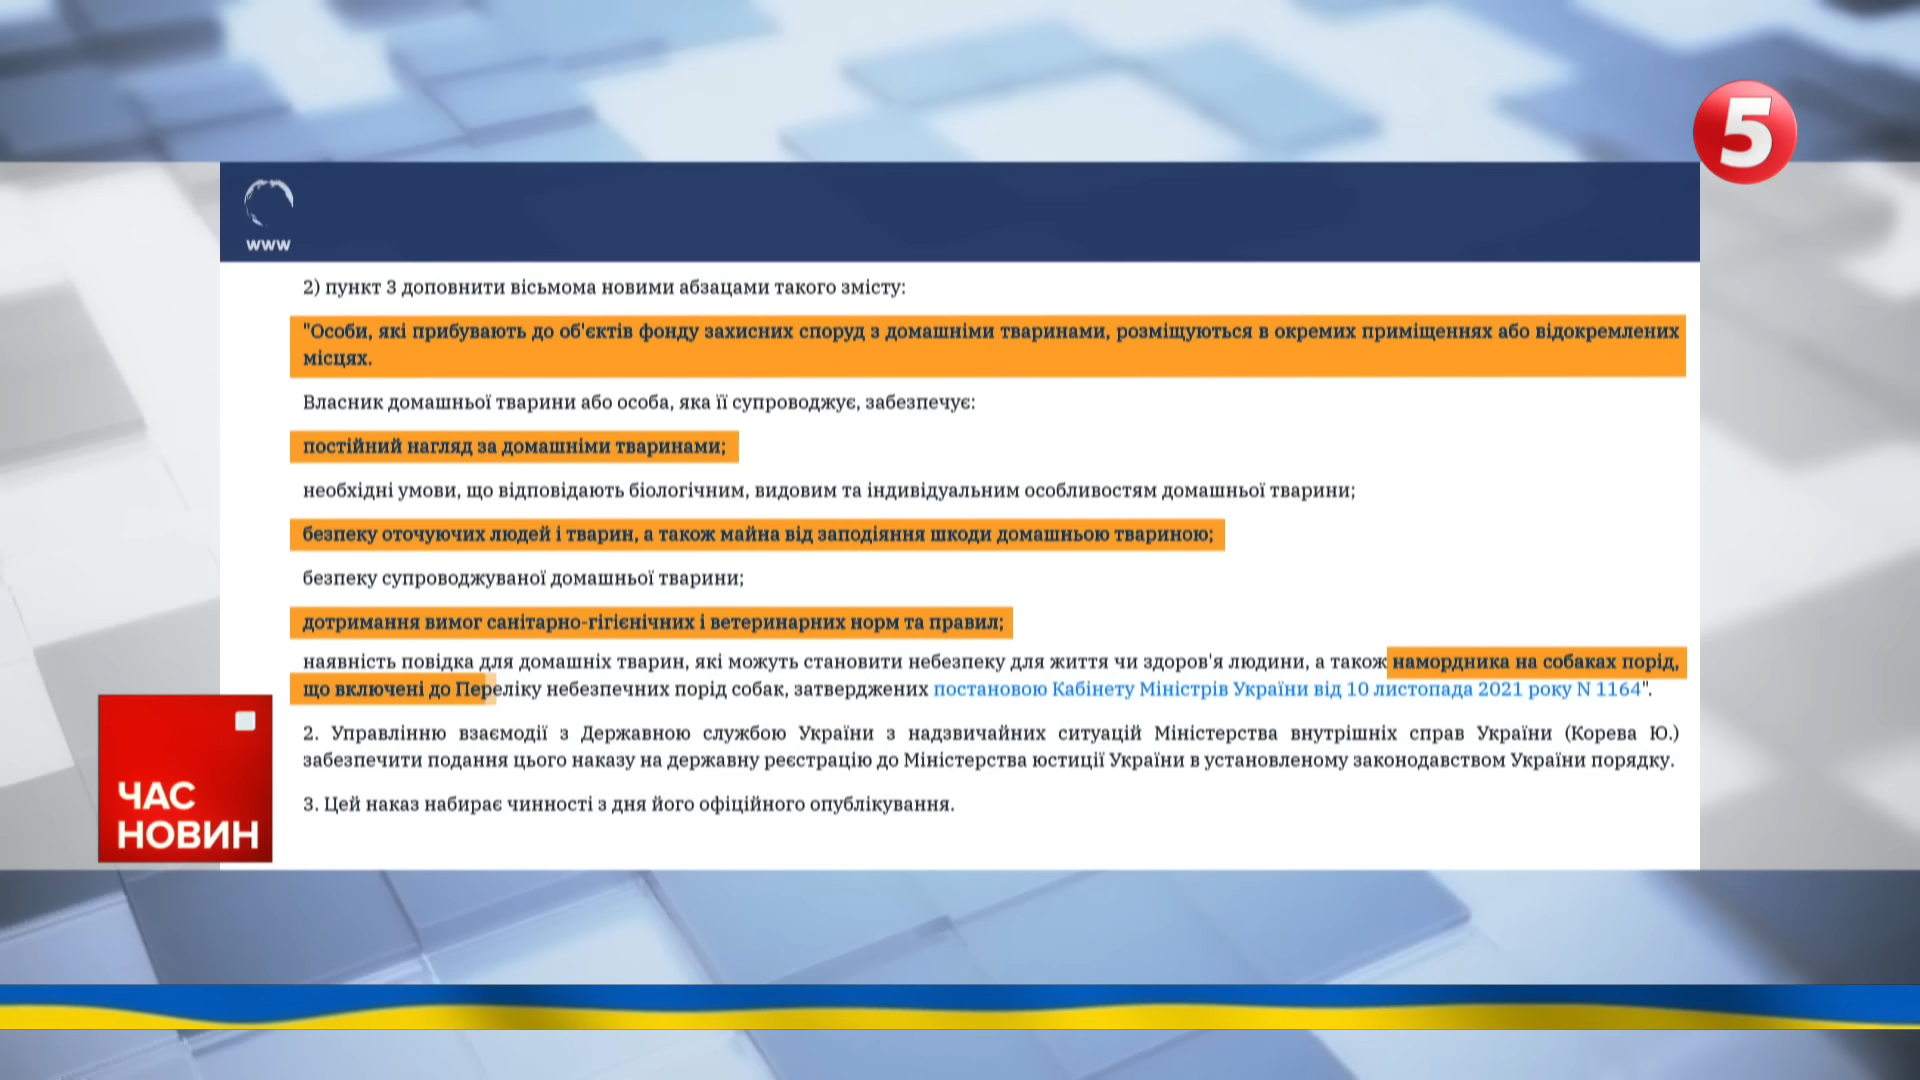 5
www
2) пункт 3 доповнити вісьмома новими абзацами такого змісту:
"Особи, які прибувають до об'єктів фонду захисних споруд з домашніми тваринами, розміщуються в окремих приміщеннях або відокремлених
місцях.
Власник домашньої тварини або особа, яка її супроводжує, забезпечує:
постійний нагляд за домашніми тваринами;
необхідні умови, що відповідають біологічним, видовим та індивідуальним особливостям домашньої тварини;
безпеку оточуючих людей і тварин, а також майна від заподіяння шкоди домашньою твариною;
безпеку супроводжуваної домашньої тварини;
дотримання вимог санітарно-гігієнічних і ветеринарних норм та правил;
наявність повідка для домашніх тварин, які можуть становити небезпеку для життя чи здоров'я людини, а також намордника на собаках порід,
що включені до Переліку небезпечних порід собак, затверджених постановою Кабінету Міністрів України від 10 листопада 2021 року N 1164".
2. Управлінню взаємодії з Державною службою України з надзвичайних ситуацій Міністерства внутрішніх справ України (Корева Ю.)
забезпечити подання цього наказу на державну реєстрацію до Міністерства юстиції України в установленому законодавством України порядку.
3. Цей наказ набирає чинності з дня його офіційного опублікування.
ЧАС
НОВИН